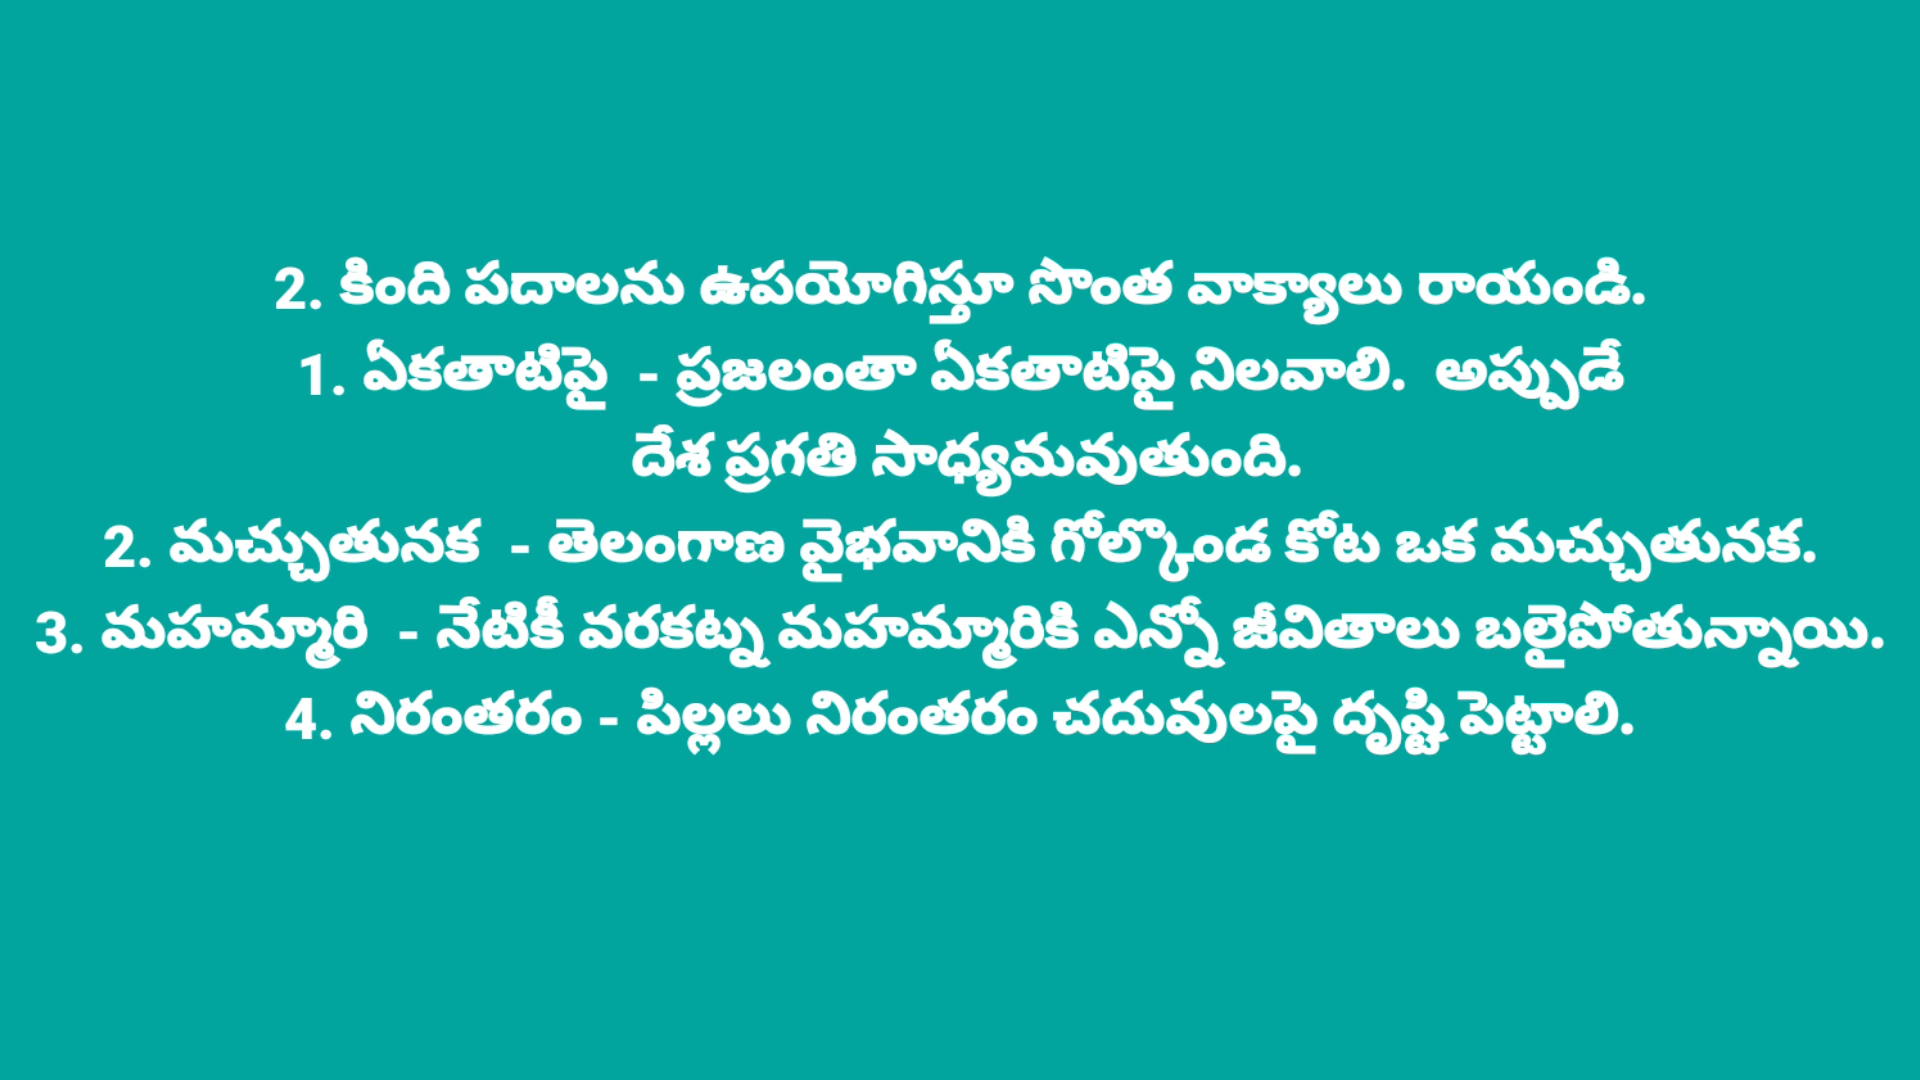 2. కింది పదాలను ఉపయోగిస్తూ సొంత వాక్యాలు రాయండి.
1. ఏకతాటిపై - ప్రజలంతా ఏకతాటిపై నిలవాలి. అప్పుడే
దేశ ప్రగతి సాధ్యమవుతుంది.
2. మచ్చుతునక - తెలంగాణ వైభవానికి గోల్కొండ కోట ఒక మచ్చుతునక.
3. మహమ్మారి - నేటికీ వరకట్న మహమ్మారికి ఎన్నో జీవితాలు బలైపోతున్నాయి.
4. నిరంతరం - పిల్లలు నిరంతరం చదువులపై దృష్టి పెట్టాలి.